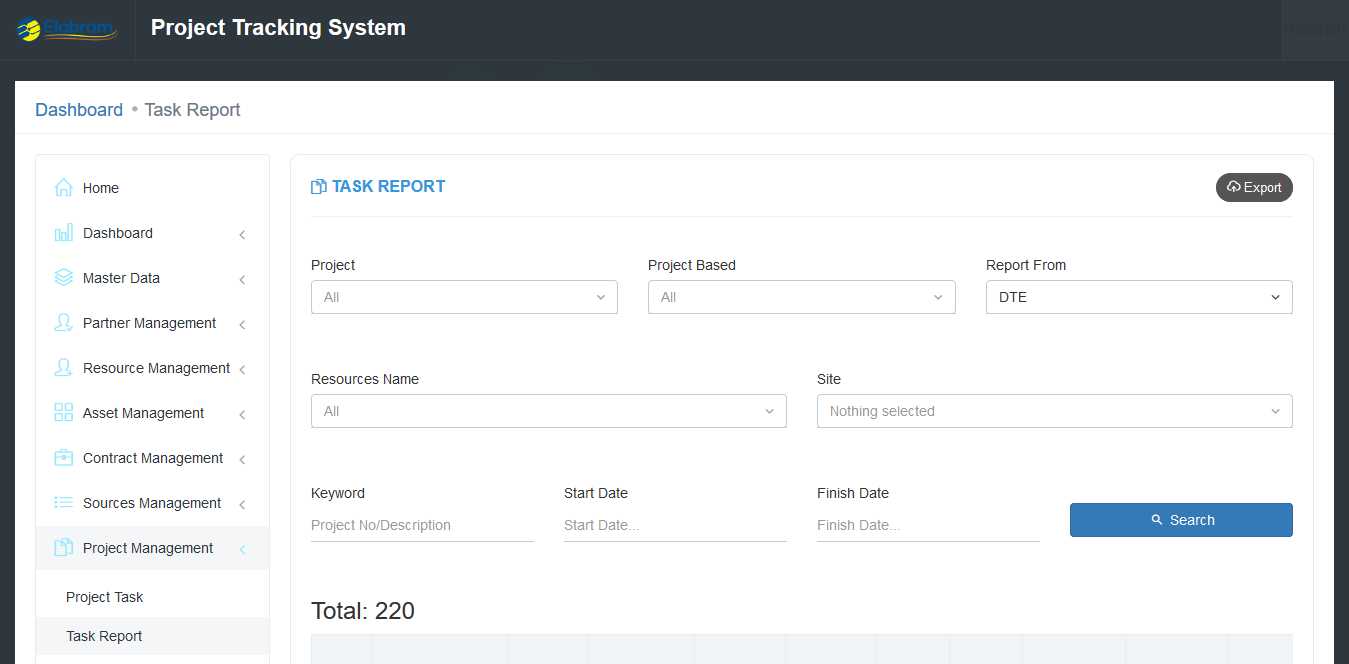 Elabram
Project Tracking System
Dashboard • Task Report
Home
Dashboard
Master Data
Partner Management
Resource Management
Asset Management
Contract Management
Sources Management
Project Management
Project Task
Task Report
TASK REPORT
Export
Project
All
Project Based
All
Report From
DTE
Resources Name
All
Site
Nothing selected
Keyword
Project No/Description
Start Date
Start Date...
Finish Date
Finish Date...
Search
Total: 220